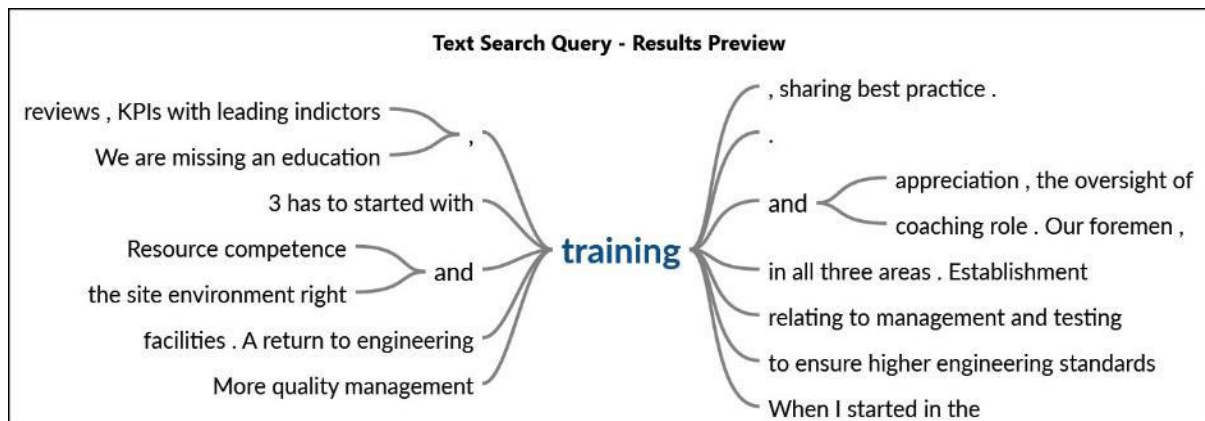 Text Search Query - Results Preview
reviews , KPIs with leading indictors
We are missing an education
,
3 has to started with
Resource competence
the site environment right
and
facilities . A return to engineering
More quality management
training
, sharing best practice .
.
and
appreciation , the oversight of
coaching role . Our foremen ,
in all three areas . Establishment
relating to management and testing
to ensure higher engineering standards
When I started in the